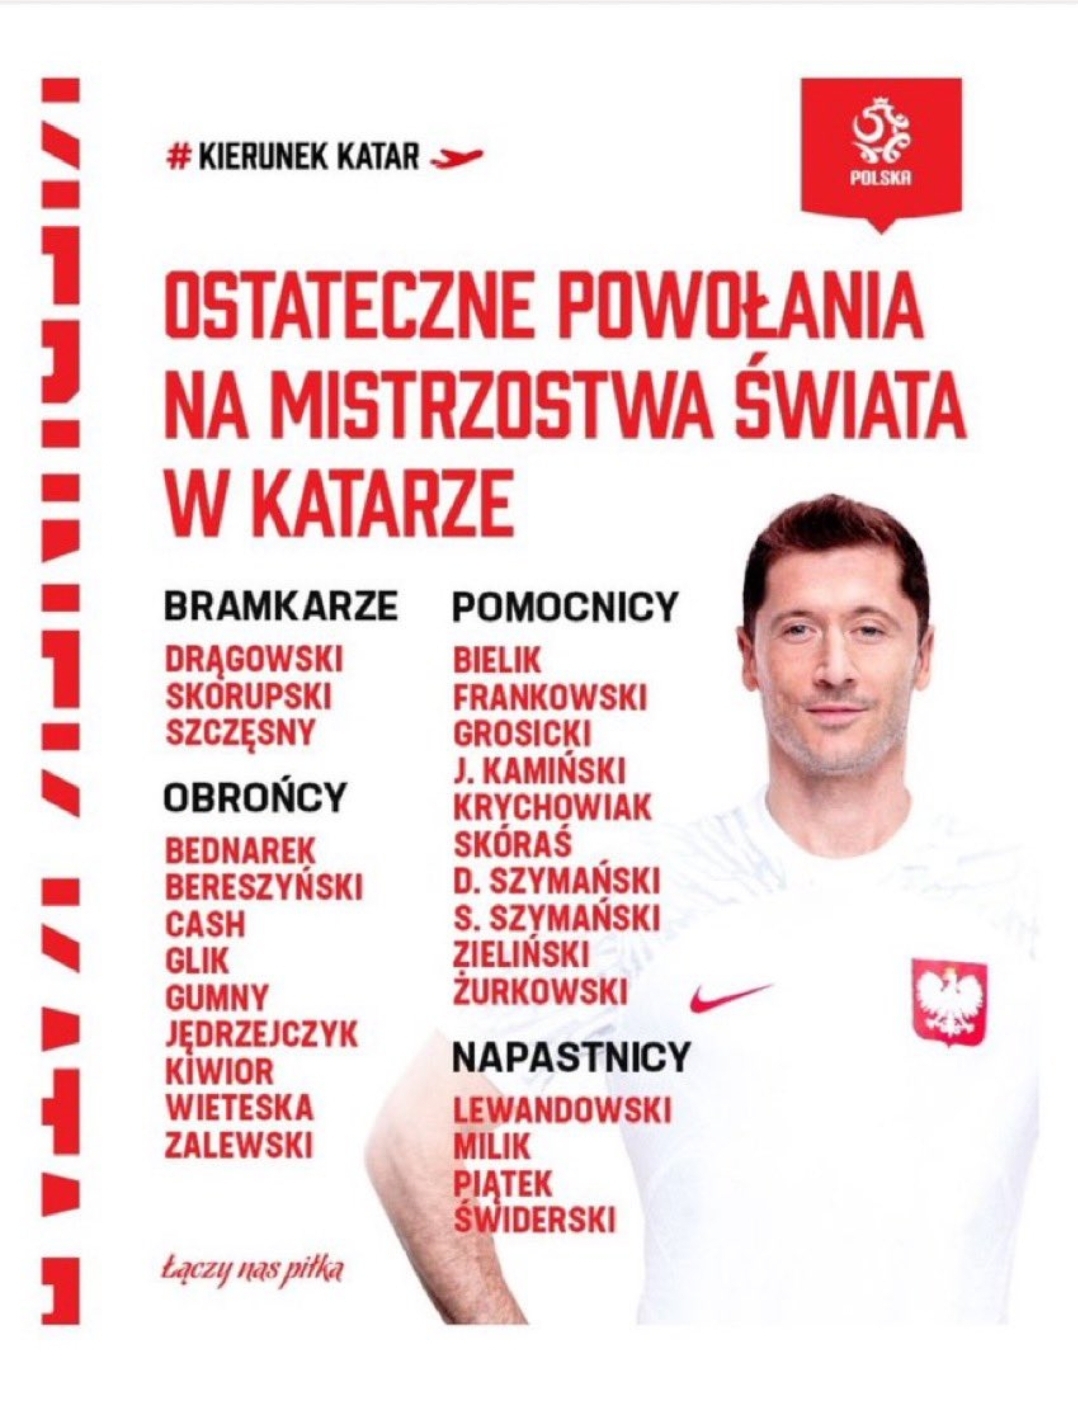 # KIERUNEK KATAR
POLSKA
OSTATECZNE POWOŁANIA
NA MISTRZOSTWA ŚWIATA
W KATARZE
BRAMKARZE
DRĄGOWSKI
SKORUPSKI
SZCZĘSNY
OBROŃCY
BEDNAREK
BERESZYŃSKI
CASH
GLIK
GUMNY
JĘDRZEJCZYK
KIWIOR
WIETESKA
ZALEWSKI
POMOCNICY
BIELIK
FRANKOWSKI
GROSICKI
J. KAMIŃSKI
KRYCHOWIAK
SKÓRAŚ
D. SZYMAŃSKI
S. SZYMAŃSKI
ZIELIŃSKI
ŻURKOWSKI
NAPASTNICY
LEWANDOWSKI
MILIK
PIĄTEK
ŚWIDERSKI
Łączy nas piłka